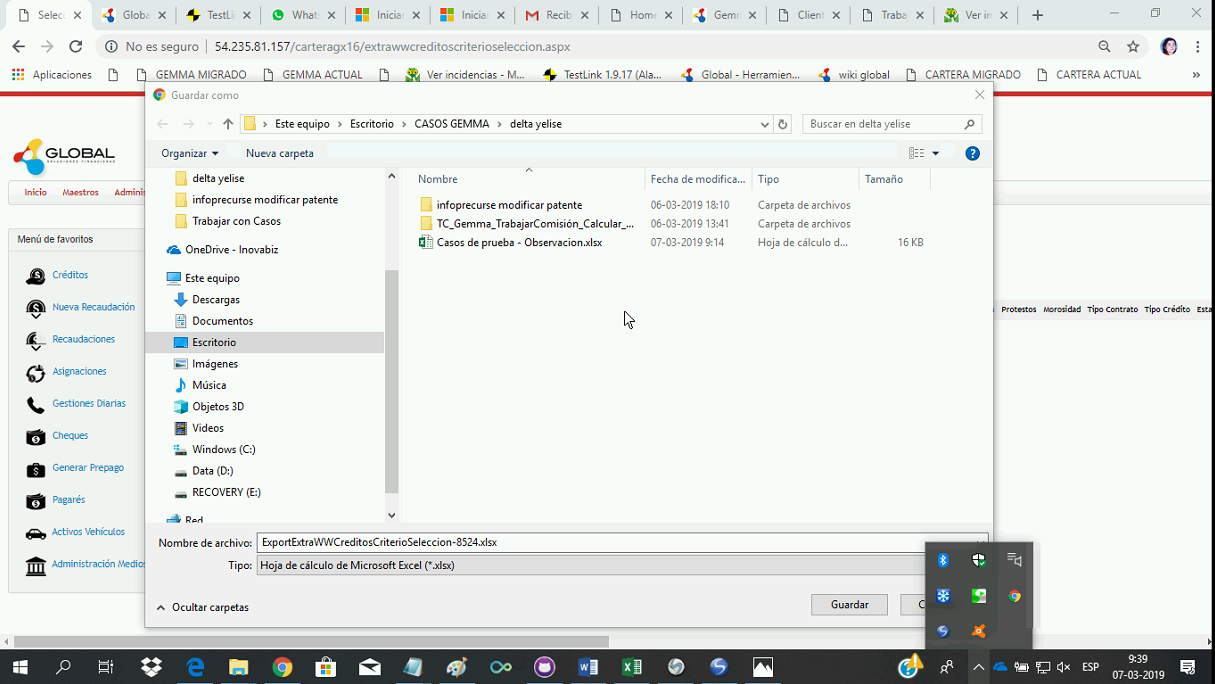 Selec
Global
TestLin
Whats
Iniciar
Inicia
Recib
Home
Gemm
Client
Traba
Ver in
No es seguro
54.235.81.157/carteragx16/extrawwcreditoscriterioseleccion.aspx
Aplicaciones
GEMMA MIGRADO
GEMMA ACTUAL
Ver incidencias - M...
TestLink 1.9.17 (Ala...
Global - Herramien...
wiki global
CARTERA MIGRADO
CARTERA ACTUAL
»
Guardar como
Este equipo > Escritorio > CASOS GEMMA > delta yelise
Buscar en delta yelise
Organizar
Nueva carpeta
GLOBAL
SOLUCIONES FINANCIERAS
Inicio
Maestros
Adminis
Menú de favoritos
Créditos
Nueva Recaudación
Recaudaciones
Asignaciones
Gestiones Diarias
Cheques
Generar Prepago
Pagarés
Activos Vehículos
Administración Medios
delta yelise
infoprecurse modificar patente
Trabajar con Casos
OneDrive - Inovabiz
Este equipo
Descargas
Documentos
Escritorio
Imágenes
Música
Objetos 3D
Videos
Windows (C:)
Data (D:)
RECOVERY (E:)
Red
Nombre
Fecha de modifica...
Tipo
Tamaño
infoprecurse modificar patente
06-03-2019 18:10
Carpeta de archivos
TC_Gemma_TrabajarComisión_Calcular_...
06-03-2019 13:41
Carpeta de archivos
Casos de prueba - Observacion.xlsx
07-03-2019 9:14
Hoja de cálculo d...
16 KB
Protestos
Morosidad
Tipo Contrato
Tipo Crédito
Esta
Nombre de archivo:
ExportExtraWWCreditosCriterioSeleccion-8524.xlsx
Tipo:
Hoja de cálculo de Microsoft Excel (*.xlsx)
Ocultar carpetas
Guardar
C
ESP
9:39
07-03-2019